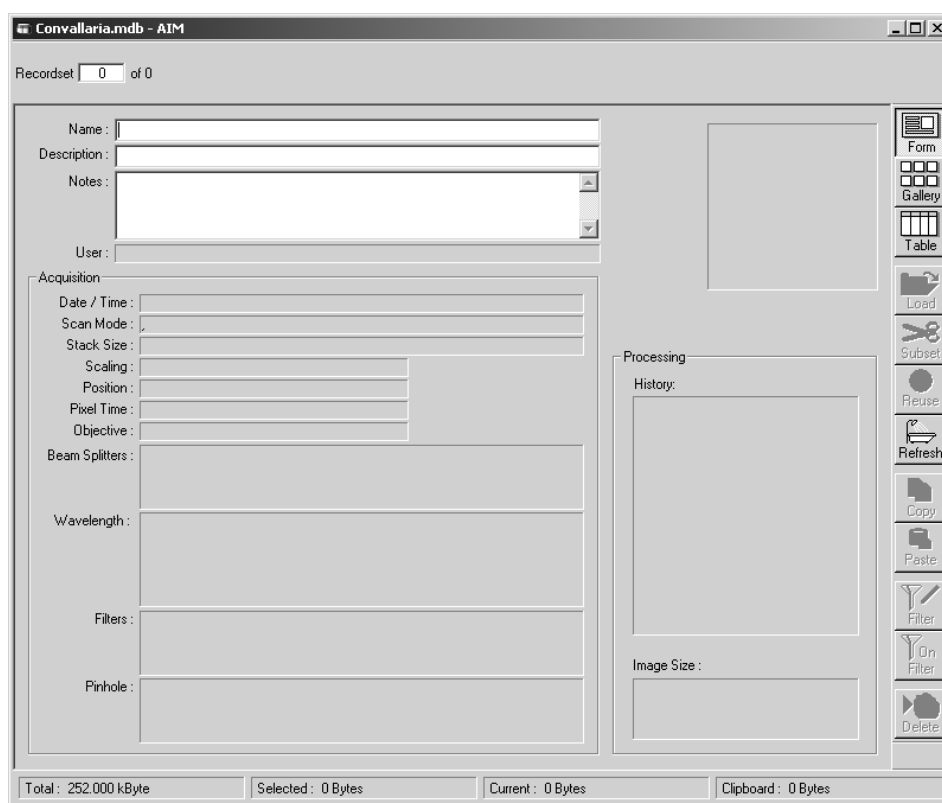 Convallaria.mdb - AIM
Recordset 0 of 0
Name :
Description :
Notes :
User :
Acquisition
Date / Time :
Scan Mode : ,
Stack Size :
Scaling :
Position :
Pixel Time :
Objective :
Beam Splitters :
Wavelength :
Filters :
Pinhole :
Processing
History:
Image Size :
Form
Gallery
Table
Load
Subset
Reuse
Refresh
Copy
Paste
Filter
On
Filter
Delete
Total : 252.000 kByte
Selected : 0 Bytes
Current : 0 Bytes
Clipboard : 0 Bytes